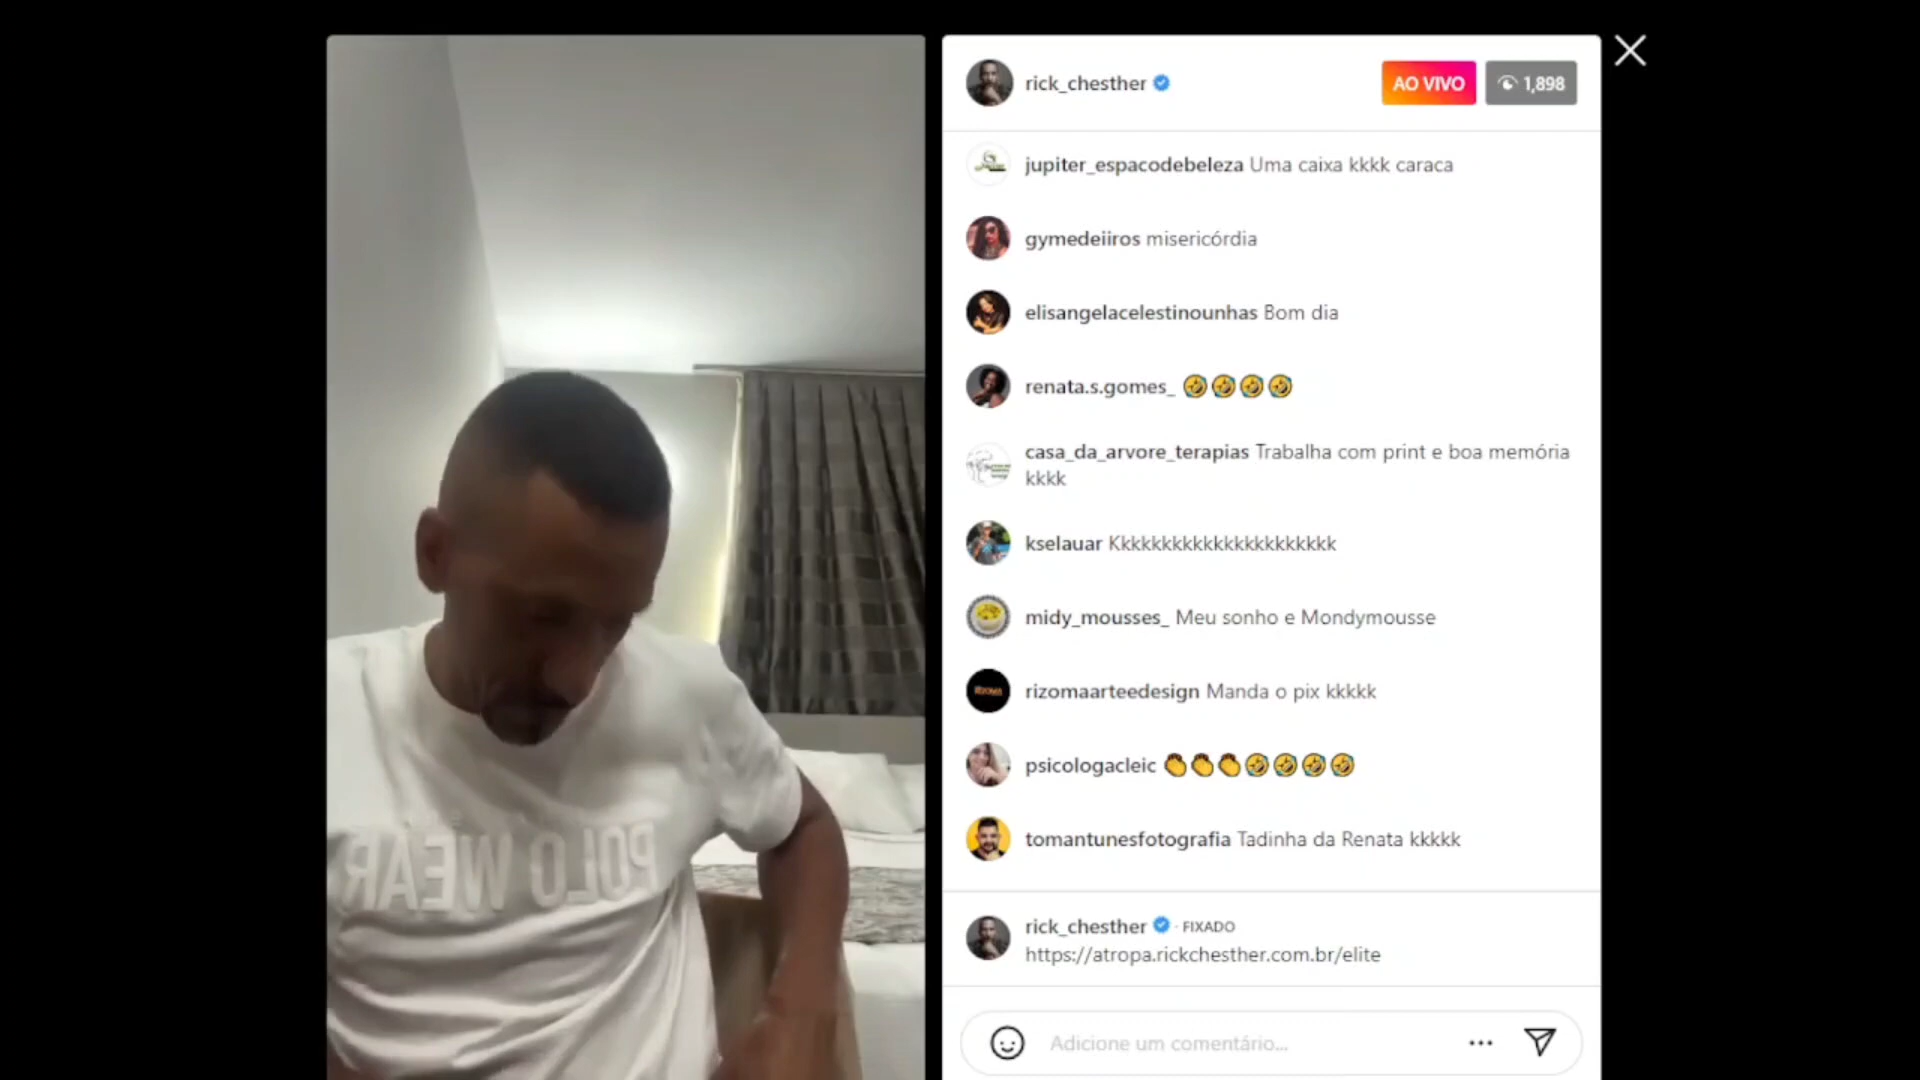 rick_chesther
AO VIVO
1,898
jupiter_espacodebeleza Uma caixa kkkk caraca
gymedeiiros misericórdia
elisangelacelestinounhas Bom dia
renata.s.gomes_ 🤣🤣🤣🤣
casa_da_arvore_terapias Trabalha com print e boa memória
kkkk
kselauar Kkkkkkkkkkkkkkkkkkkkkk
midy_mousses_ Meu sonho e Mondymousse
rizomaarteedesign Manda o pix kkkkk
psicologacleic 👏👏👏🤣🤣🤣🤣
tomantunesfotografia Tadinha da Renata kkkkk
rick_chesther · FIXADO
https://atropa.rickchesther.com.br/elite
Adicione um comentário...
POLO WEAR